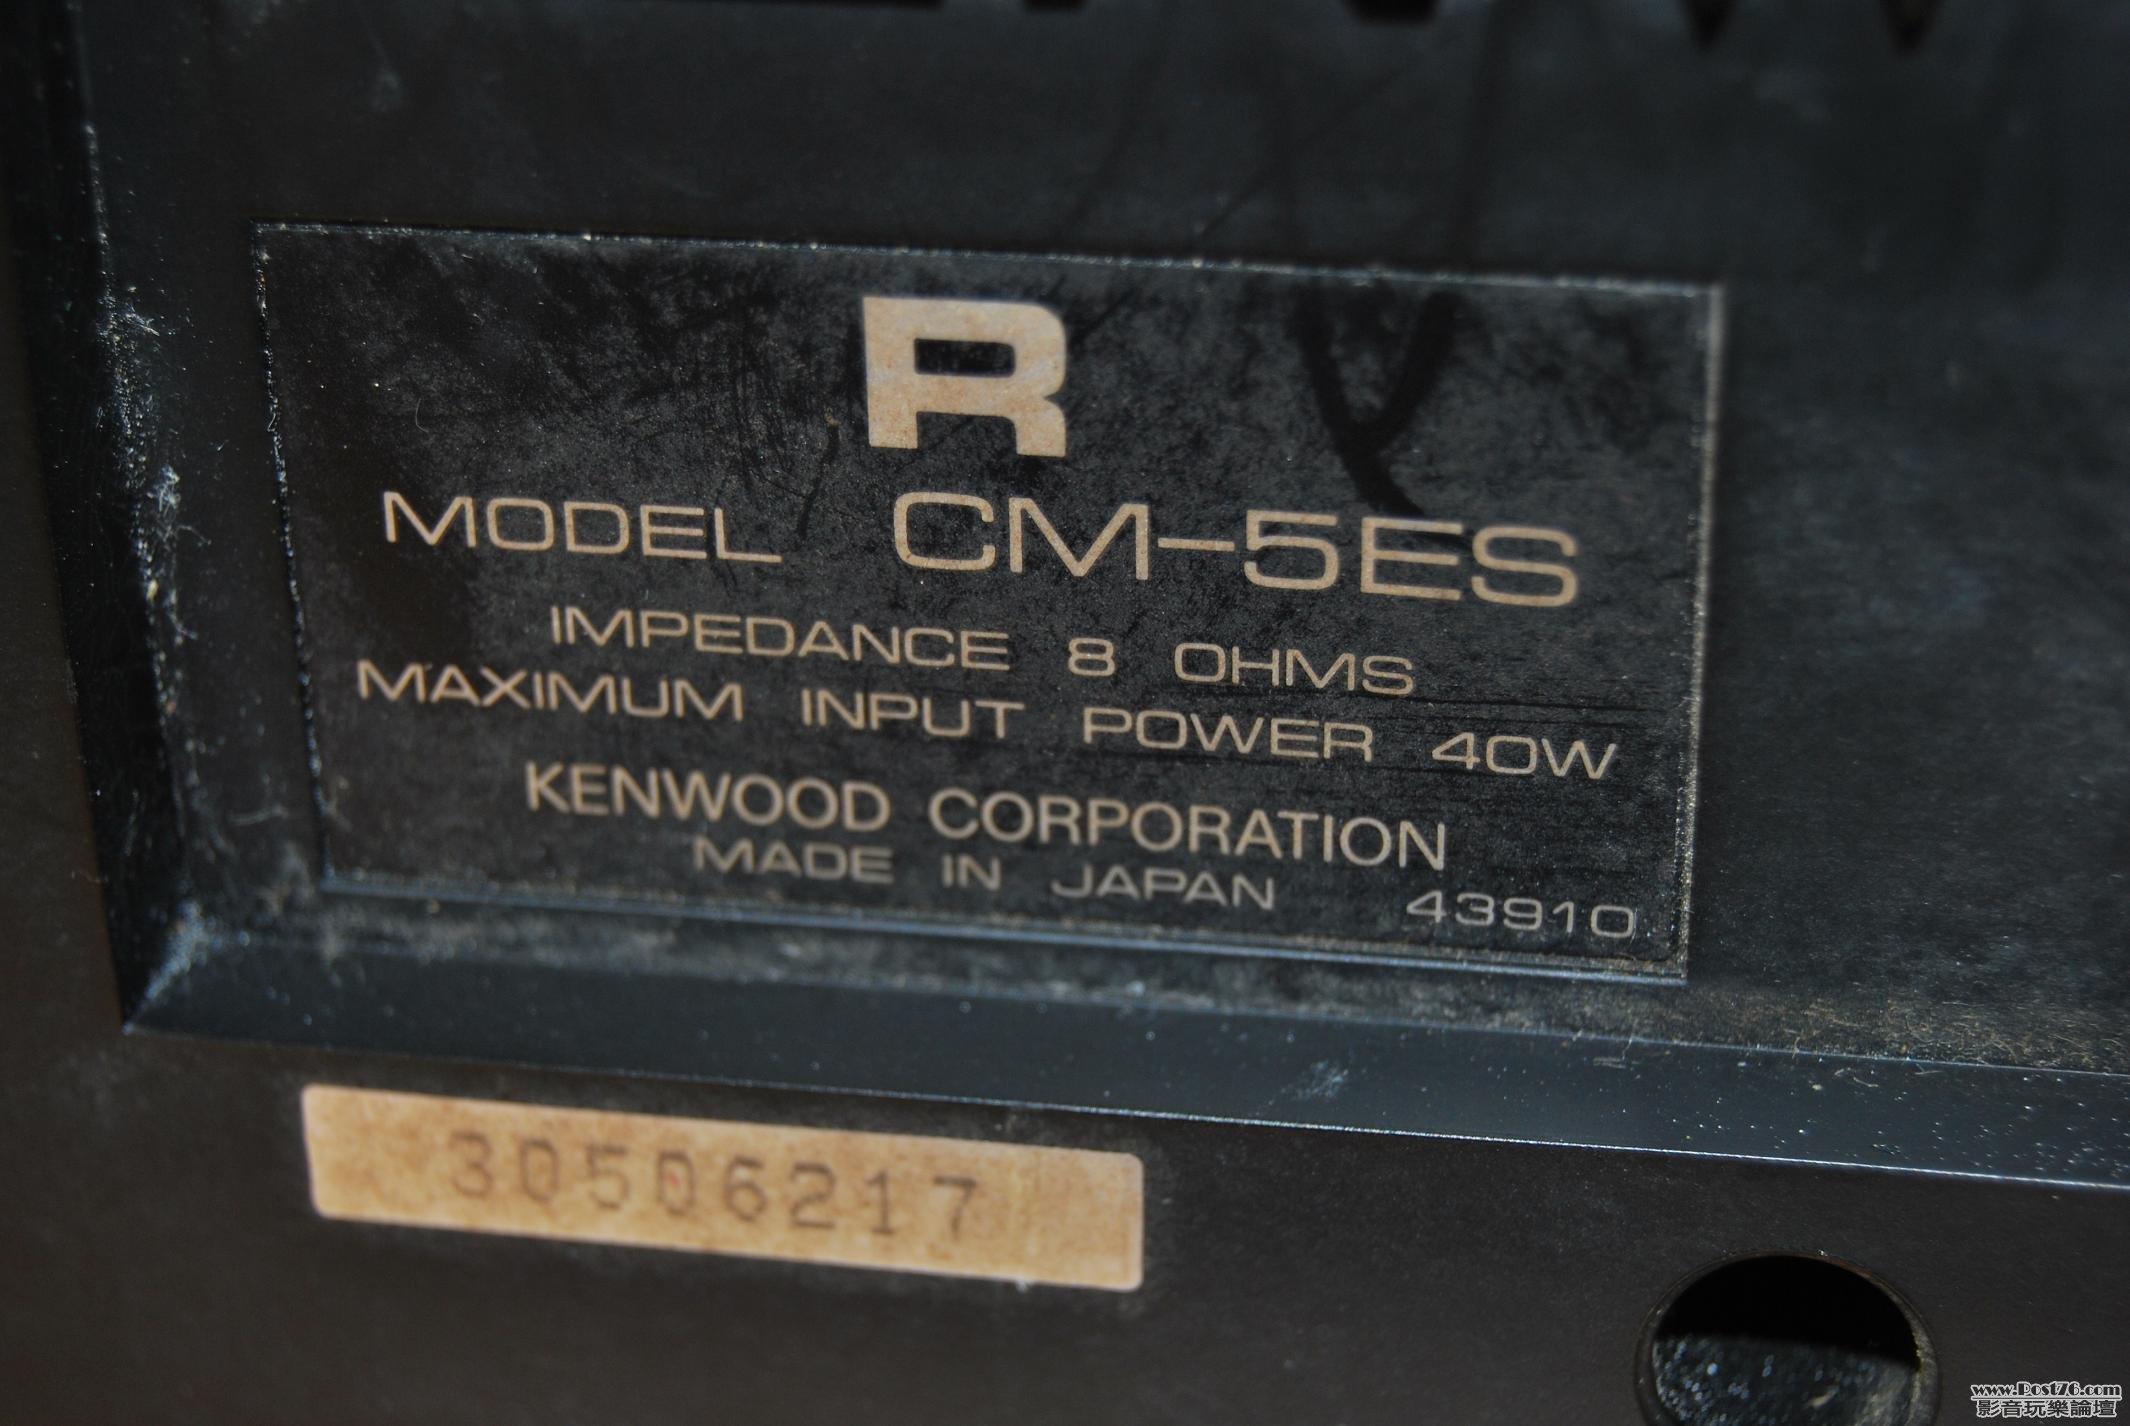 R
MODEL CM-5ES
IMPEDANCE 8 OHMS
MAXIMUM INPUT POWER 40W
KENWOOD CORPORATION
MADE IN JAPAN 43910
30506217
www.Post76.com
影音玩樂論壇